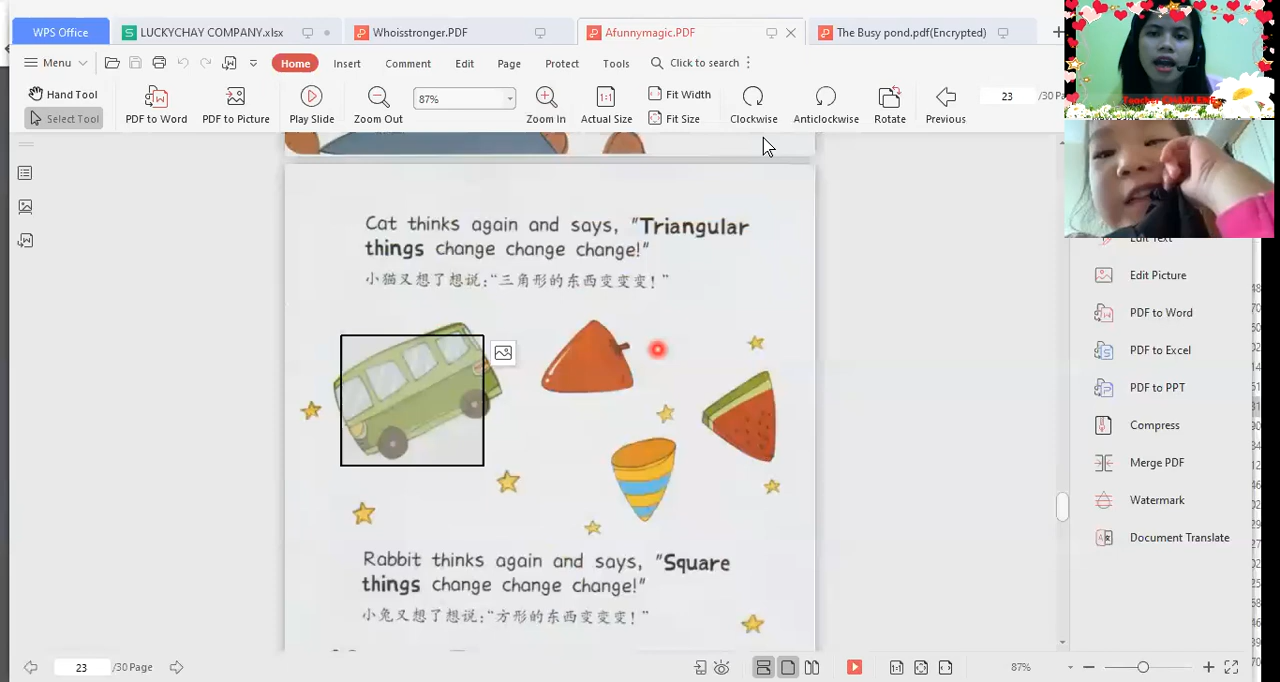 WPS Office
LUCKYCHAY COMPANY.xlsx
Whoisstronger.PDF
Afunnymagic.PDF
The Busy pond.pdf(Encrypted)
Menu
Home
Insert
Comment
Edit
Page
Protect
Tools
Click to search
Hand Tool
Select Tool
PDF to Word
PDF to Picture
Play Slide
Zoom Out
87%
Zoom In
Actual Size
Fit Width
Fit Size
Clockwise
Anticlockwise
Rotate
Previous
23
/30 Pa
Teacher CHARLENE
Cat thinks again and says, "Triangular
things change change change!"
小猫又想了想说:“三角形的东西变变变!”
Rabbit thinks again and says, "Square
things change change change!"
小兔又想了想说:“方形的东西变变变!”
Edit Text
Edit Picture
PDF to Word
PDF to Excel
PDF to PPT
Compress
Merge PDF
Watermark
Document Translate
23
/30 Page
87%